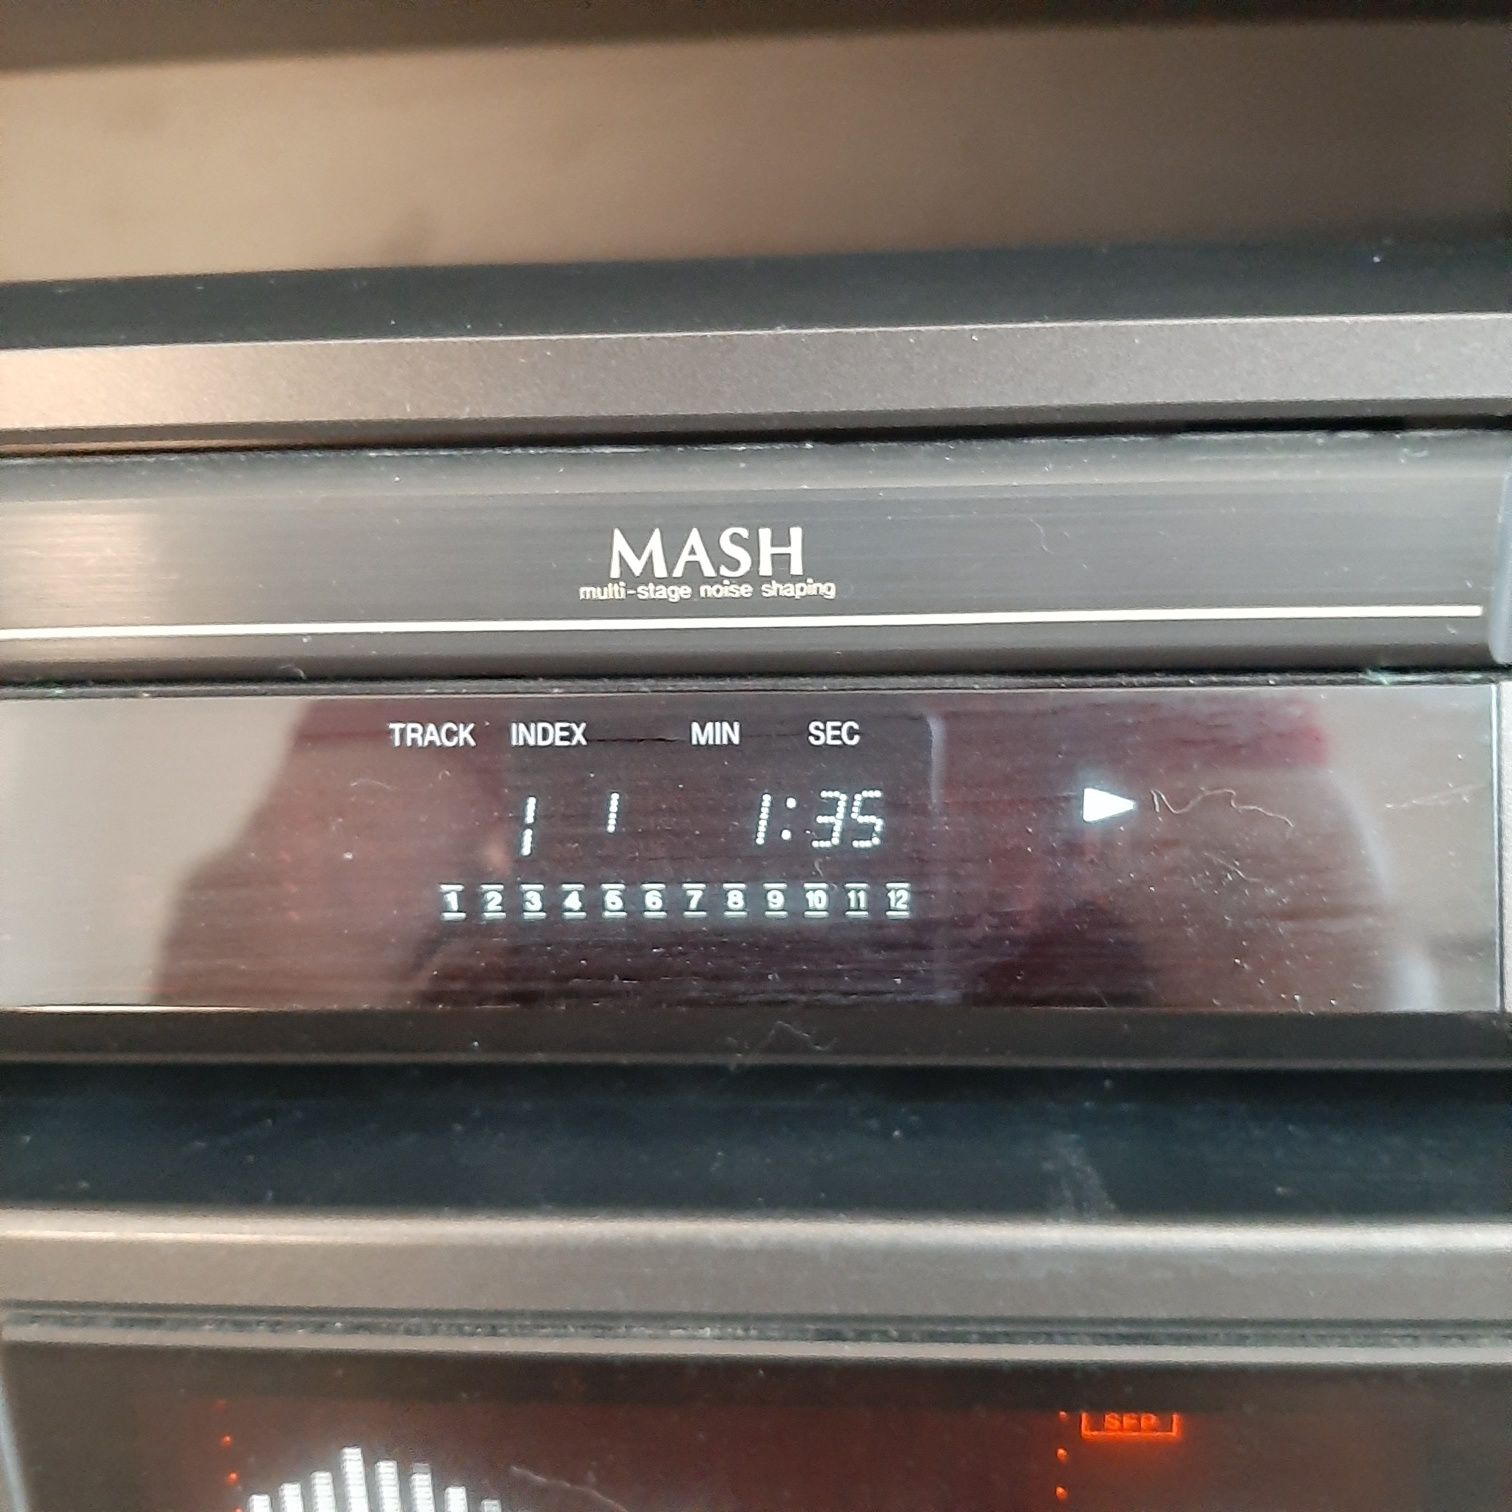 MASH
multi-stage noise shaping
TRACK INDEX MIN SEC
1 1 1:35
1 2 3 4 5 6 7 8 9 10 11 12
SFP